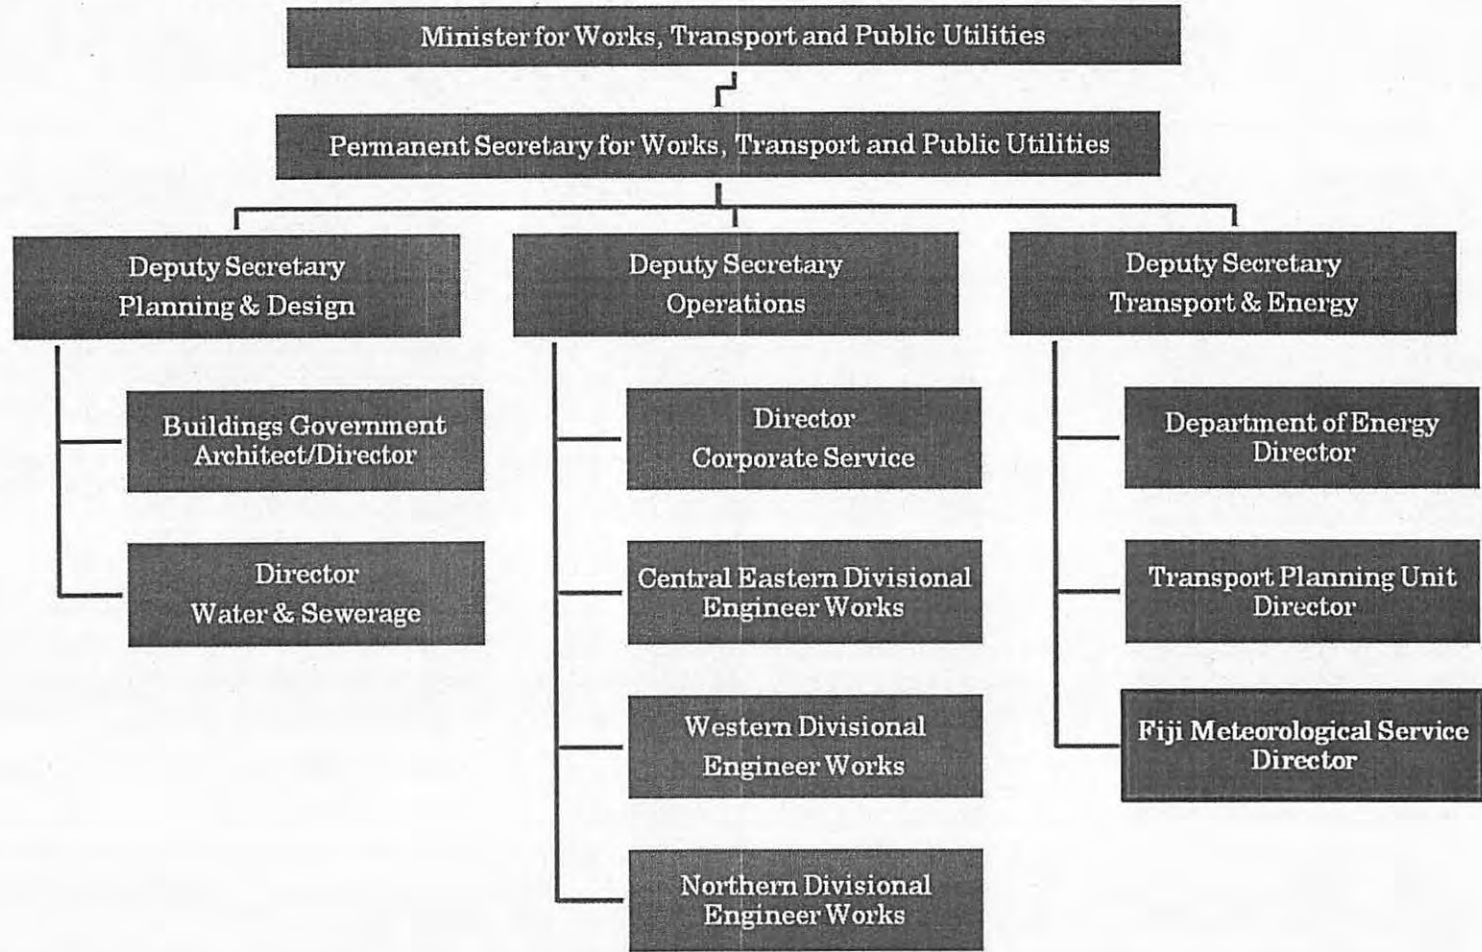 Minister for Works, Transport and Public Utilities
Permanent Secretary for Works, Transport and Public Utilities
Deputy Secretary
Planning & Design
Deputy Secretary
Operations
Deputy Secretary
Transport & Energy
Buildings Government
Architect/Director
Director
Water & Sewerage
Director
Corporate Service
Central Eastern Divisional
Engineer Works
Western Divisional
Engineer Works
Northern Divisional
Engineer Works
Department of Energy
Director
Transport Planning Unit
Director
Fiji Meteorological Service
Director